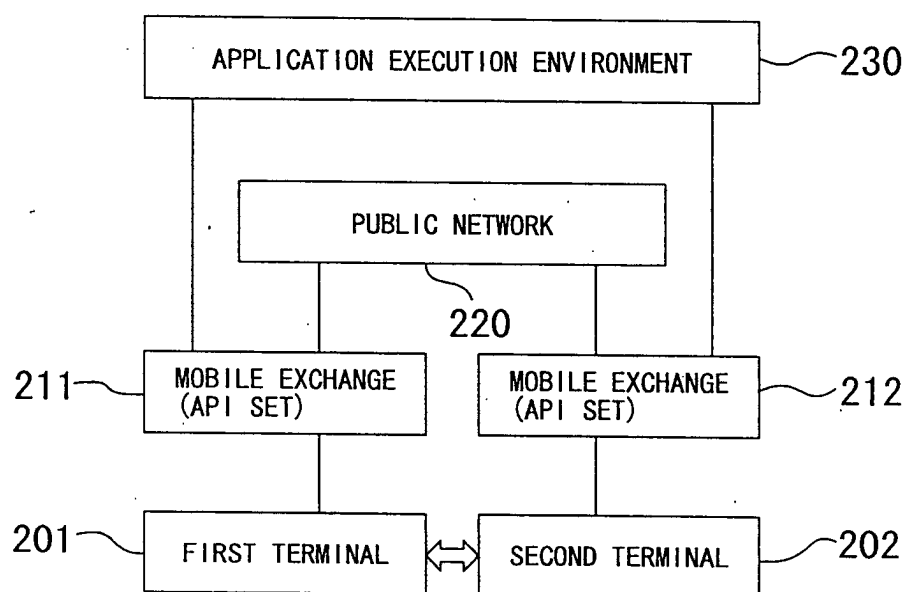 APPLICATION EXECUTION ENVIRONMENT
230
PUBLIC NETWORK
220
211
MOBILE EXCHANGE
(API SET)
MOBILE EXCHANGE
(API SET)
212
201
FIRST TERMINAL
SECOND TERMINAL
202